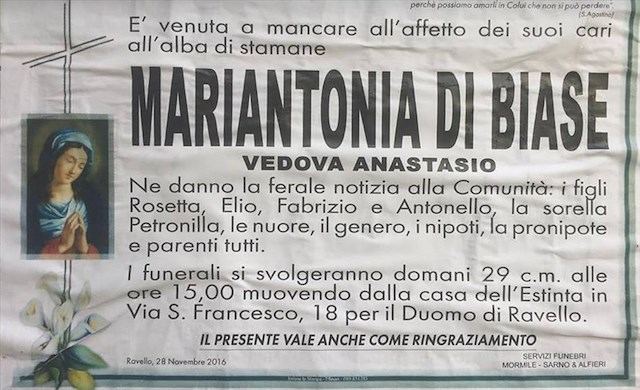 perché possiamo amarli in Colui che non si può perdere".
(S.Agostino)
E' venuta a mancare all'affetto dei suoi cari
all'alba di stamane
MARIANTONIA DI BIASE
VEDOVA ANASTASIO
Ne danno la ferale notizia alla Comunità: i figli
Rosetta, Elio, Fabrizio e Antonello, la sorella
Petronilla, le nuore, il genero, i nipoti, la pronipote
e parenti tutti.
I funerali si svolgeranno domani 29 c.m. alle
ore 15,00 muovendo dalla casa dell'Estinta in
Via S. Francesco, 18 per il Duomo di Ravello.
IL PRESENTE VALE ANCHE COME RINGRAZIAMENTO
Ravello, 28 Novembre 2016
SERVIZI FUNEBRI
MORMILE - SARNO & ALFIERI